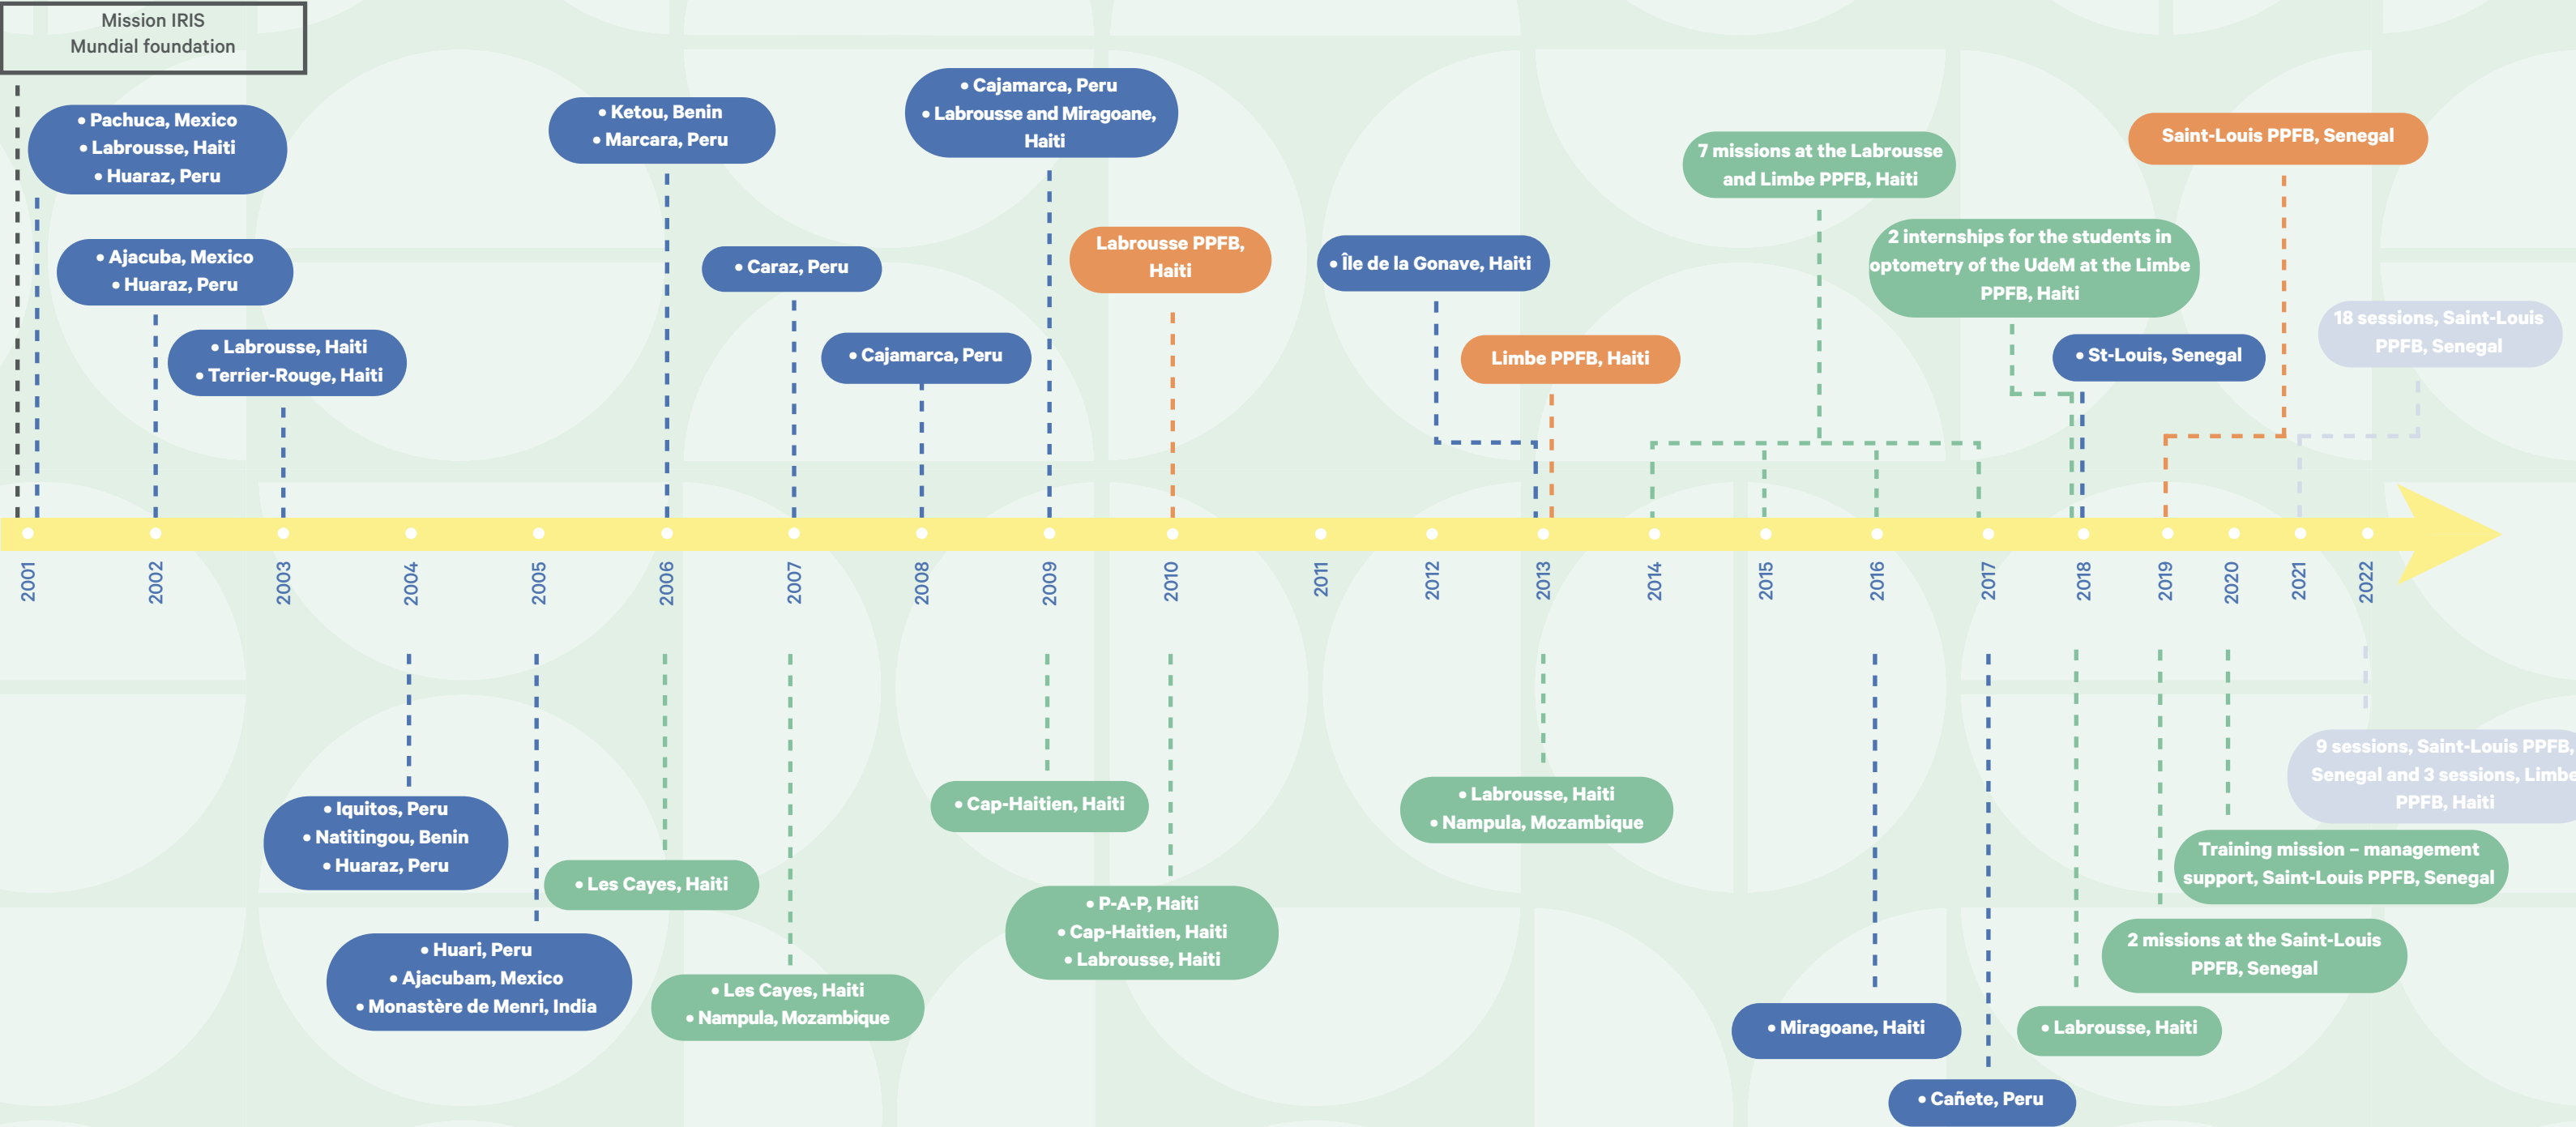 Mission IRIS
Mundial foundation
• Pachuca, Mexico
• Labrousse, Haiti
• Huaraz, Peru
• Ajacuba, Mexico
• Huaraz, Peru
• Labrousse, Haiti
• Terrier-Rouge, Haiti
• Ketou, Benin
• Marcara, Peru
• Caraz, Peru
• Cajamarca, Peru
• Cajamarca, Peru
• Labrousse and Miragoane,
Haiti
Labrousse PPFB,
Haiti
• Île de la Gonave, Haiti
Limbe PPFB, Haiti
7 missions at the Labrousse
and Limbe PPFB, Haiti
2 internships for the students in
optometry of the UdeM at the Limbe
PPFB, Haiti
• St-Louis, Senegal
Saint-Louis PPFB, Senegal
18 sessions, Saint-Louis
PPFB, Senegal
2001
2002
2003
2004
2005
2006
2007
2008
2009
2010
2011
2012
2013
2014
2015
2016
2017
2018
2019
2020
2021
2022
• Iquitos, Peru
• Natitingou, Benin
• Huaraz, Peru
• Huari, Peru
• Ajacubam, Mexico
• Monastère de Menri, India
• Les Cayes, Haiti
• Les Cayes, Haiti
• Nampula, Mozambique
• Cap-Haitien, Haiti
• P-A-P, Haiti
• Cap-Haitien, Haiti
• Labrousse, Haiti
• Labrousse, Haiti
• Nampula, Mozambique
• Miragoane, Haiti
• Cañete, Peru
• Labrousse, Haiti
2 missions at the Saint-Louis
PPFB, Senegal
Training mission – management
support, Saint-Louis PPFB, Senegal
9 sessions, Saint-Louis PPFB,
Senegal and 3 sessions, Limbe
PPFB, Haiti